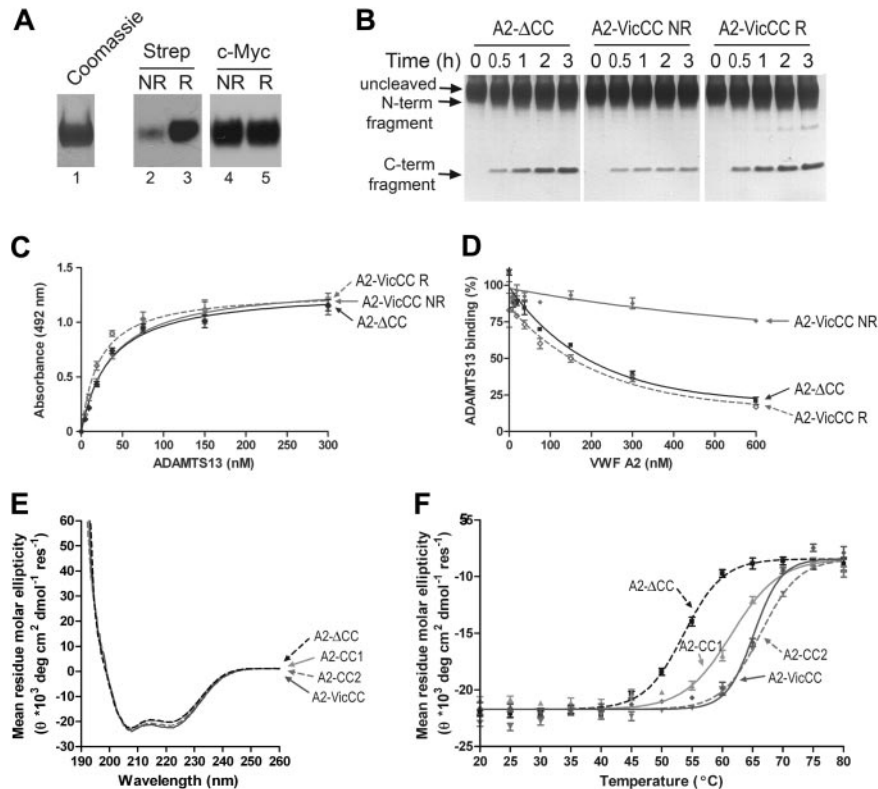 A
Coomassie
Strep
c-Myc
NR R NR R
1 2 3 4 5
B
A2-ΔCC A2-VicCC NR A2-VicCC R
Time (h) 0 0.5 1 2 3 0 0.5 1 2 3 0 0.5 1 2 3
uncleaved
N-term
fragment
C-term
fragment
C
Absorbance (492 nm)
1.5
1.0
0.5
0.0
0 50 100 150 200 250 300
ADAMTS13 (nM)
A2-VicCC R
A2-VicCC NR
A2-ΔCC
D
ADAMTS13 binding (%)
100
75
50
25
0
0 100 200 300 400 500 600
VWF A2 (nM)
A2-VicCC NR
A2-ΔCC
A2-VicCC R
E
Mean residue molar ellipticity
(θ *10³ deg cm² dmol⁻¹ res⁻¹)
60
50
40
30
20
10
0
-10
-20
-30
190 200 210 220 230 240 250 260
Wavelength (nm)
A2-ΔCC
A2-CC1
A2-CC2
A2-VicCC
F
Mean residue molar ellipticity
(θ *10³ deg cm² dmol⁻¹ res⁻¹)
-10
-15
-20
-25
20 25 30 35 40 45 50 55 60 65 70 75 80
Temperature (°C)
A2-ΔCC
A2-CC1
A2-CC2
A2-VicCC